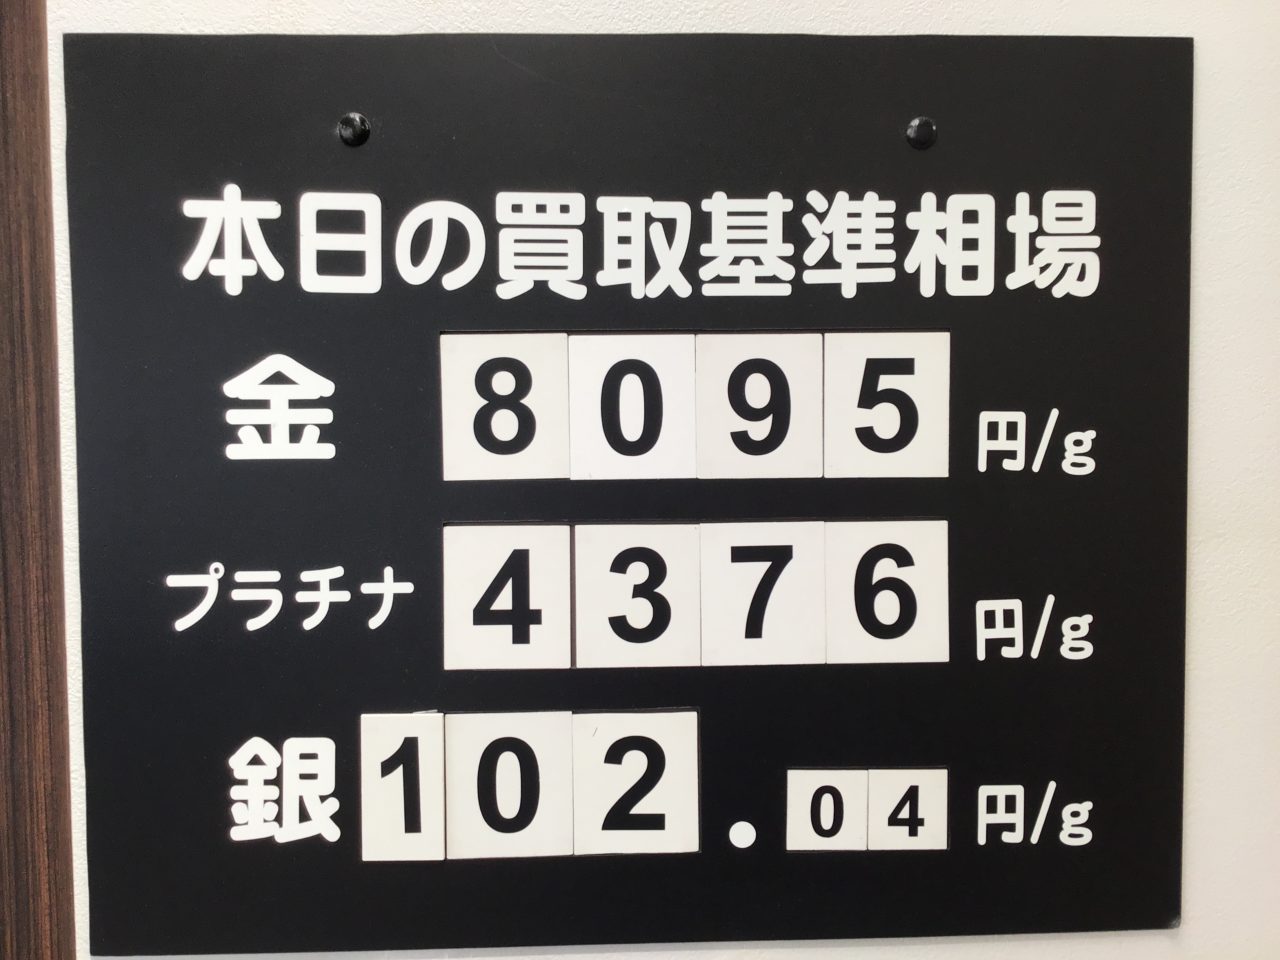 本日の買取基準相場
金 8095 円/g
プラチナ 4376 円/g
銀 102.04 円/g